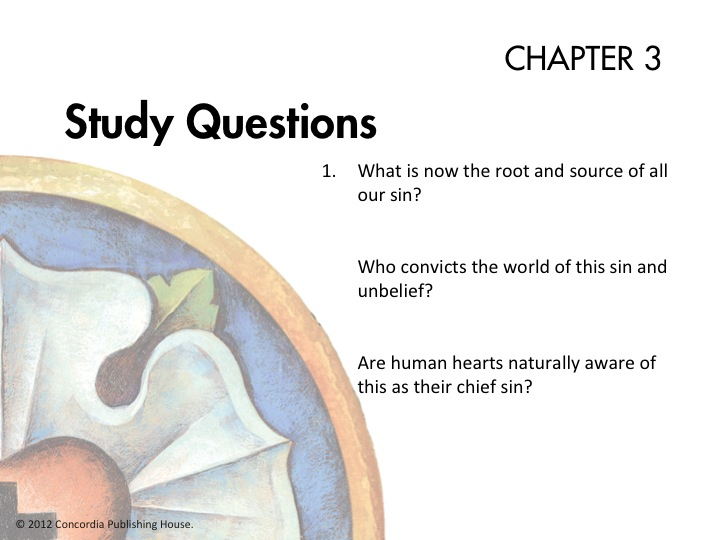 CHAPTER 3
Study Questions
1. What is now the root and source of all
our sin?
Who convicts the world of this sin and
unbelief?
Are human hearts naturally aware of
this as their chief sin?
© 2012 Concordia Publishing House.